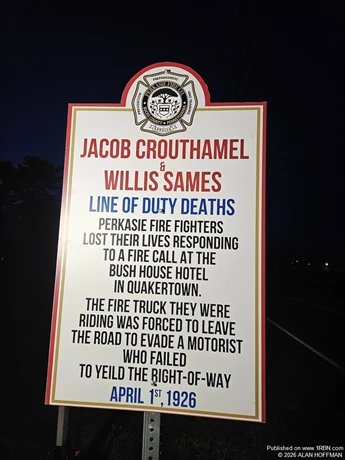 PREPAREDNESS
JACOB CROUTHAMEL
&
WILLIS SAMES
LINE OF DUTY DEATHS
PERKASIE FIRE FIGHTERS
LOST THEIR LIVES RESPONDING
TO A FIRE CALL AT THE
BUSH HOUSE HOTEL
IN QUAKERTOWN.
THE FIRE TRUCK THEY WERE
RIDING WAS FORCED TO LEAVE
THE ROAD TO EVADE A MOTORIST
WHO FAILED
TO YEILD THE RIGHT-OF-WAY
APRIL 1ST, 1926
Published on www.1RBN.com
© 2026 ALAN HOFFMAN